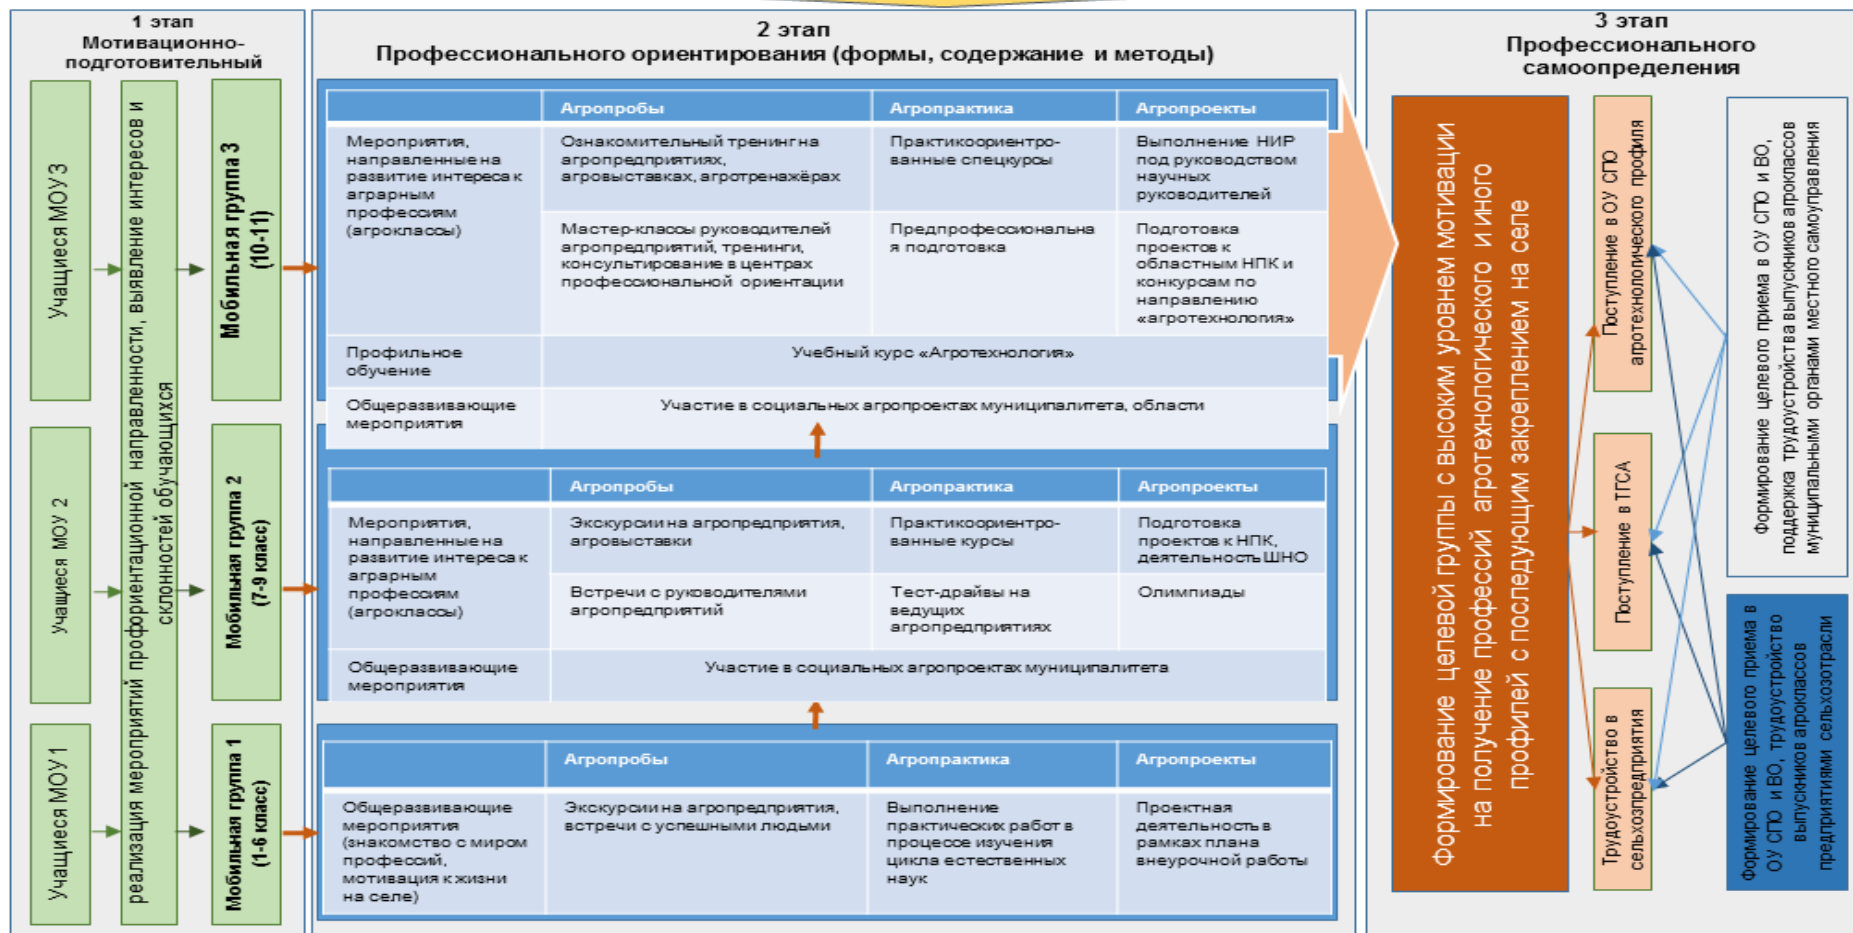 1 этап
Мотивационно-
подготовительный
Учащиеся МОУ 3
Учащиеся МОУ 2
Учащиеся МОУ 1
реализация мероприятий профориентационной направленности, выявление интересов и
склонностей обучающихся
Мобильная группа 3
(10-11)
Мобильная группа 2
(7-9 класс)
Мобильная группа 1
(1-6 класс)
2 этап
Профессионального ориентирования (формы, содержание и методы)
Агропробы
Агропрактика
Агропроекты
Мероприятия,
направленные на
развитие интереса к
аграрным
профессиям
(агроклассы)
Ознакомительный тренинг на
агропредприятиях,
агровыставках, агротренажёрах
Практикоориентро-
ванные спецкурсы
Выполнение НИР
под руководством
научных
руководителей
Мастер-классы руководителей
агропредприятий, тренинги,
консультирование в центрах
профессиональной ориентации
Предпрофессиональна
я подготовка
Подготовка
проектов к
областным НПК и
конкурсам по
направлению
«агротехнология»
Профильное
обучение
Учебный курс «Агротехнология»
Общеразвивающие
мероприятия
Участие в социальных агропроектах муниципалитета, области
Агропробы
Агропрактика
Агропроекты
Мероприятия,
направленные на
развитие интереса к
аграрным
профессиям
(агроклассы)
Экскурсии на агропредприятия,
агровыставки
Практикоориентро-
ванные курсы
Подготовка
проектов к НПК,
деятельность ШНО
Встречи с руководителями
агропредприятий
Тест-драйвы на
ведущих
агропредприятиях
Олимпиады
Общеразвивающие
мероприятия
Участие в социальных агропроектах муниципалитета
Агропробы
Агропрактика
Агропроекты
Общеразвивающие
мероприятия
(знакомство с миром
профессий,
мотивация к жизни
на селе)
Экскурсии на агропредприятия,
встречи с успешными людьми
Выполнение
практических работ в
процессе изучения
цикла естественных
наук
Проектная
деятельность в
рамках плана
внеурочной работы
3 этап
Профессионального
самоопределения
Формирование целевой группы с высоким уровнем мотивации
на получение профессий агротехнологического и иного
профилей с последующим закреплением на селе
Поступление в ОУ СПО
агротехнологического профиля
Поступление в ТГСА
Трудоустройство в
сельхозпредприятия
Формирование целевого приема в ОУ СПО и ВО,
поддержка трудоустройства выпускников агроклассов
муниципальными органами местного самоуправления
Формирование целевого приема в
ОУ СПО и ВО, трудоустройство
выпускников агроклассов
предприятиями сельхозотрасли